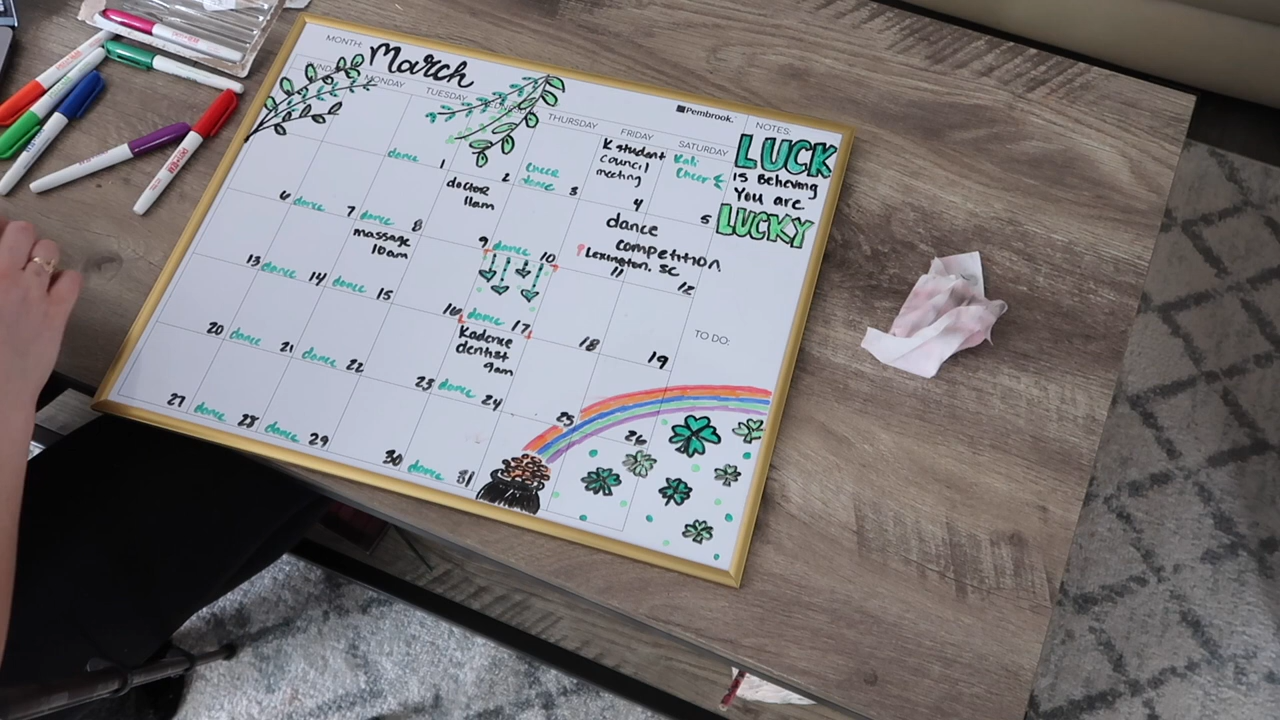 MONTH: March
Pembrook.
MONDAY TUESDAY THURSDAY FRIDAY SATURDAY NOTES:
dance 1
2
cheer
dance 3
K student
council
meeting
4
Kali
Cheer
5
LUCK
IS Believing
You are
LUCKY
6
dance 7
dance 8
doctor
11am
9
dance 10
dance
competition
Lexington, SC
11
12
13
dance 14
massage
10am
dance 15
16
dance 17
18
19
TO DO:
20
dance 21
dance 22
23
Kadence
dentist
9am
dance 24
25
26
27
dance 28
dance 29
30
dance 31